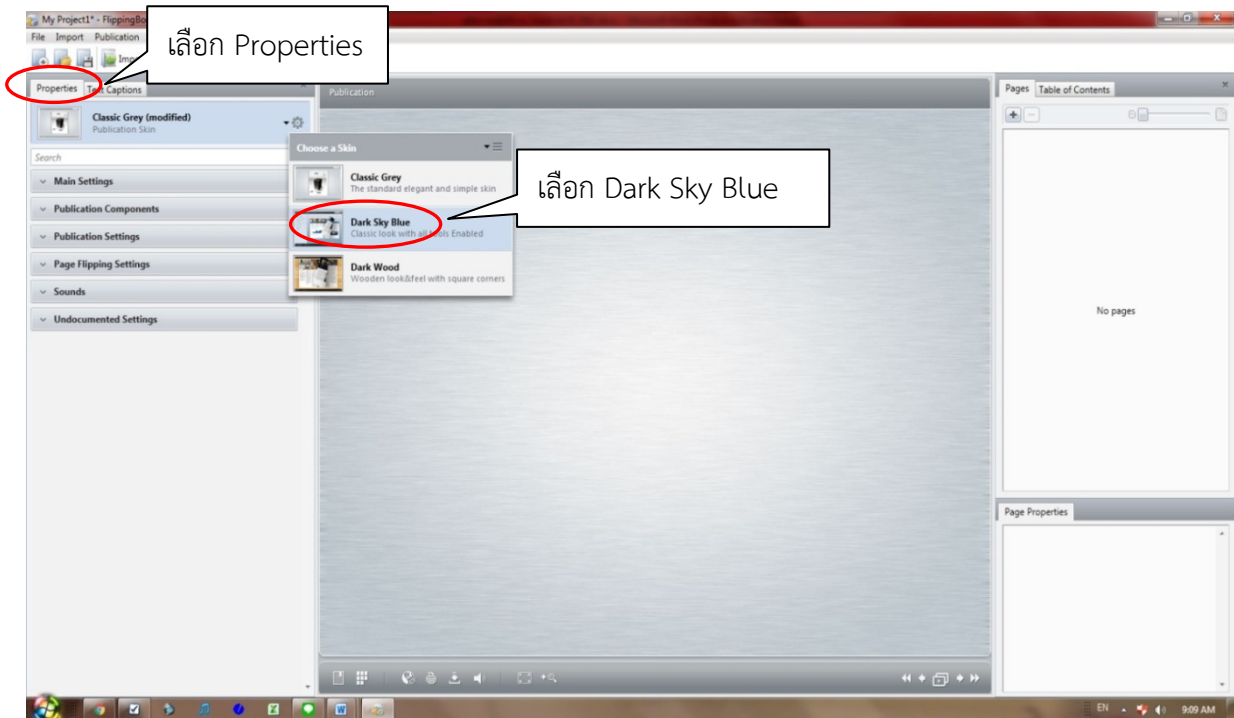 My Project1* - FlippingBo
File Import Publication
เลือก Properties
Properties
Text Captions
Publication
Pages Table of Contents
Classic Grey (modified)
Publication Skin
Choose a Skin
Search
Classic Grey
The standard elegant and simple skin
เลือก Dark Sky Blue
Main Settings
Publication Components
Dark Sky Blue
Classic look with all tools Enabled
Publication Settings
Page Flipping Settings
Dark Wood
Wooden look&feel with square corners
Sounds
Undocumented Settings
No pages
Page Properties
EN
9:09 AM